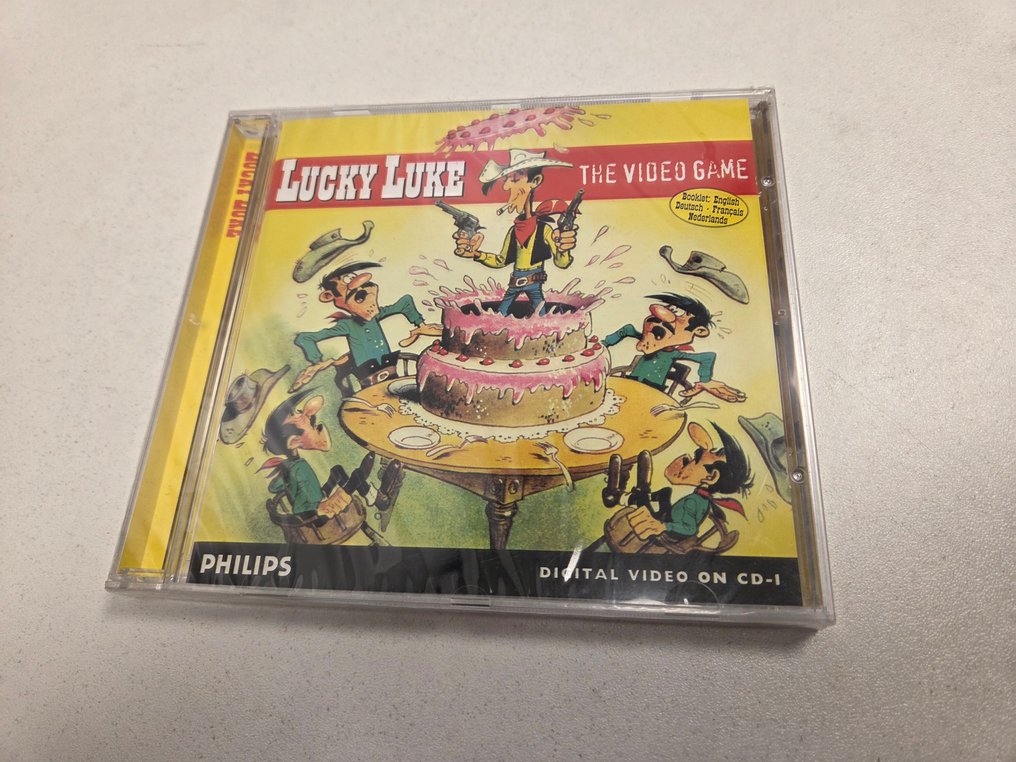 LUCKY LUKE
THE VIDEO GAME
Booklet: English
Deutsch - Français
Nederlands
PHILIPS
DIGITAL VIDEO ON CD-I